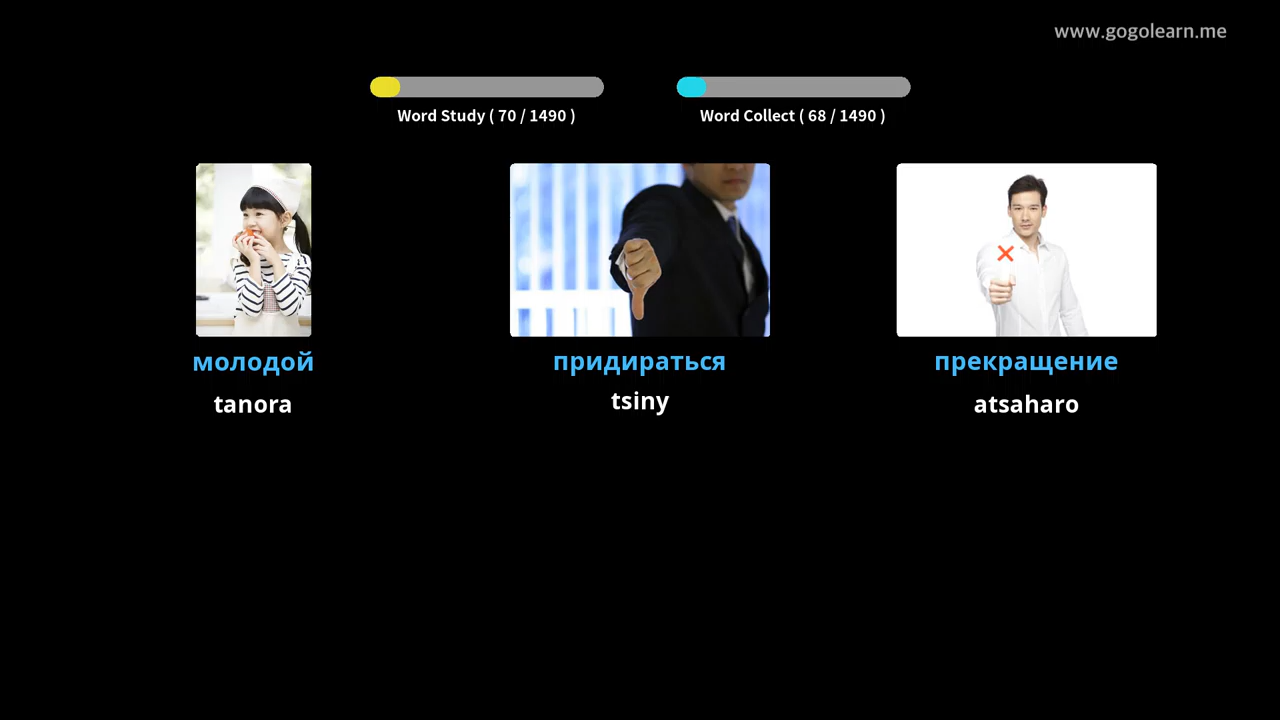 www.gogolearn.me
Word Study ( 70 / 1490 )
Word Collect ( 68 / 1490 )
молодой
придираться
прекращение
tanora
tsiny
atsaharo